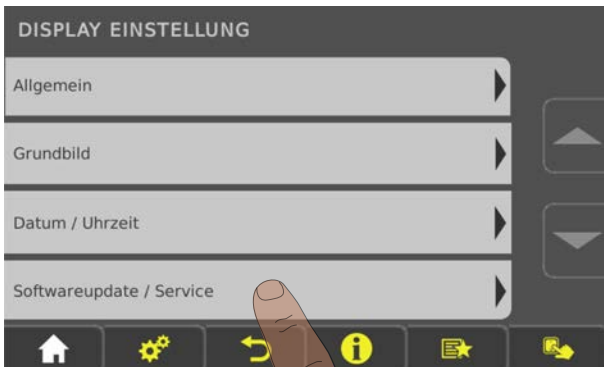 DISPLAY EINSTELLUNG
Allgemein
Grundbild
Datum / Uhrzeit
Softwareupdate / Service